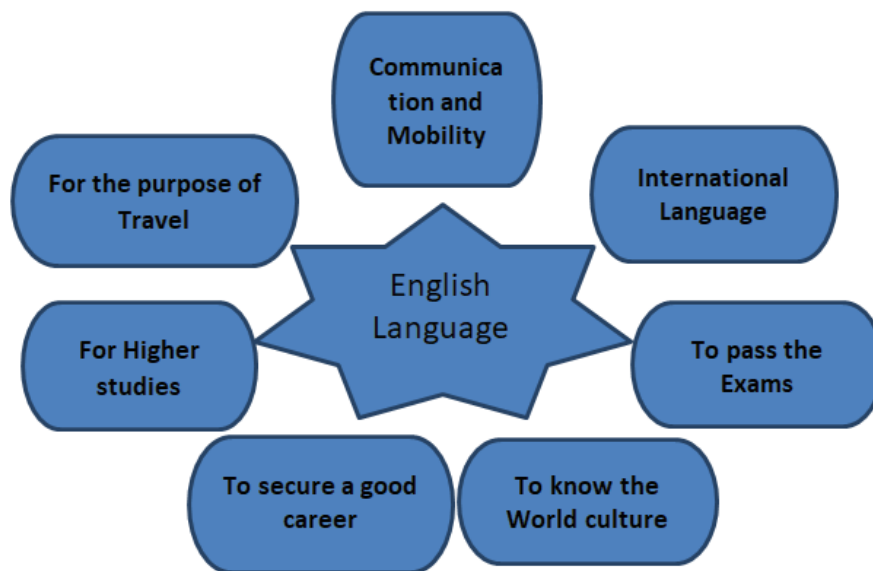 Communica
tion and
Mobility
For the purpose of
Travel
International
Language
English
Language
For Higher
studies
To pass the
Exams
To secure a good
career
To know the
World culture